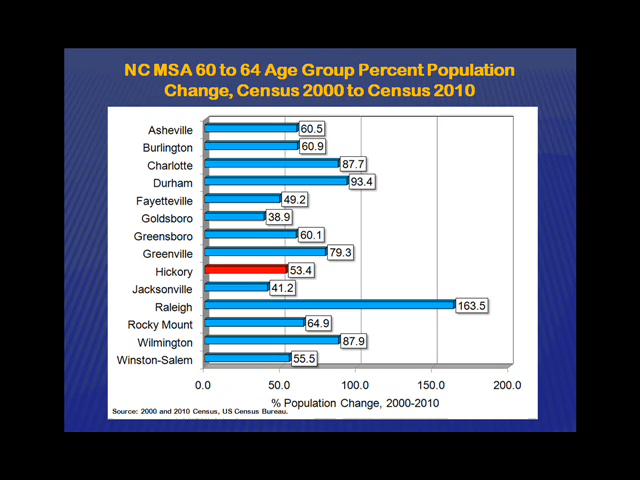 NC MSA 60 to 64 Age Group Percent Population
Change, Census 2000 to Census 2010
Asheville 60.5
Burlington 60.9
Charlotte 87.7
Durham 93.4
Fayetteville 49.2
Goldsboro 38.9
Greensboro 60.1
Greenville 79.3
Hickory 53.4
Jacksonville 41.2
Raleigh 163.5
Rocky Mount 64.9
Wilmington 87.9
Winston-Salem 55.5
0.0 50.0 100.0 150.0 200.0
% Population Change, 2000-2010
Source: 2000 and 2010 Census, US Census Bureau.